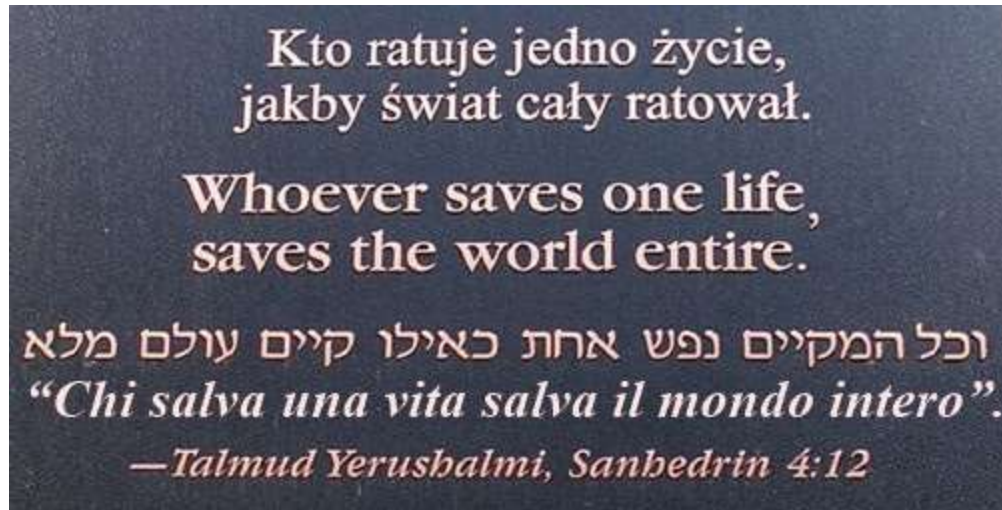 Kto ratuje jedno życie,
jakby świat cały ratował.
Whoever saves one life,
saves the world entire.
וכל המקיים נפש אחת כאילו קיים עולם מלא
“Chi salva una vita salva il mondo intero”.
—Talmud Yerushalmi, Sanhedrin 4:12